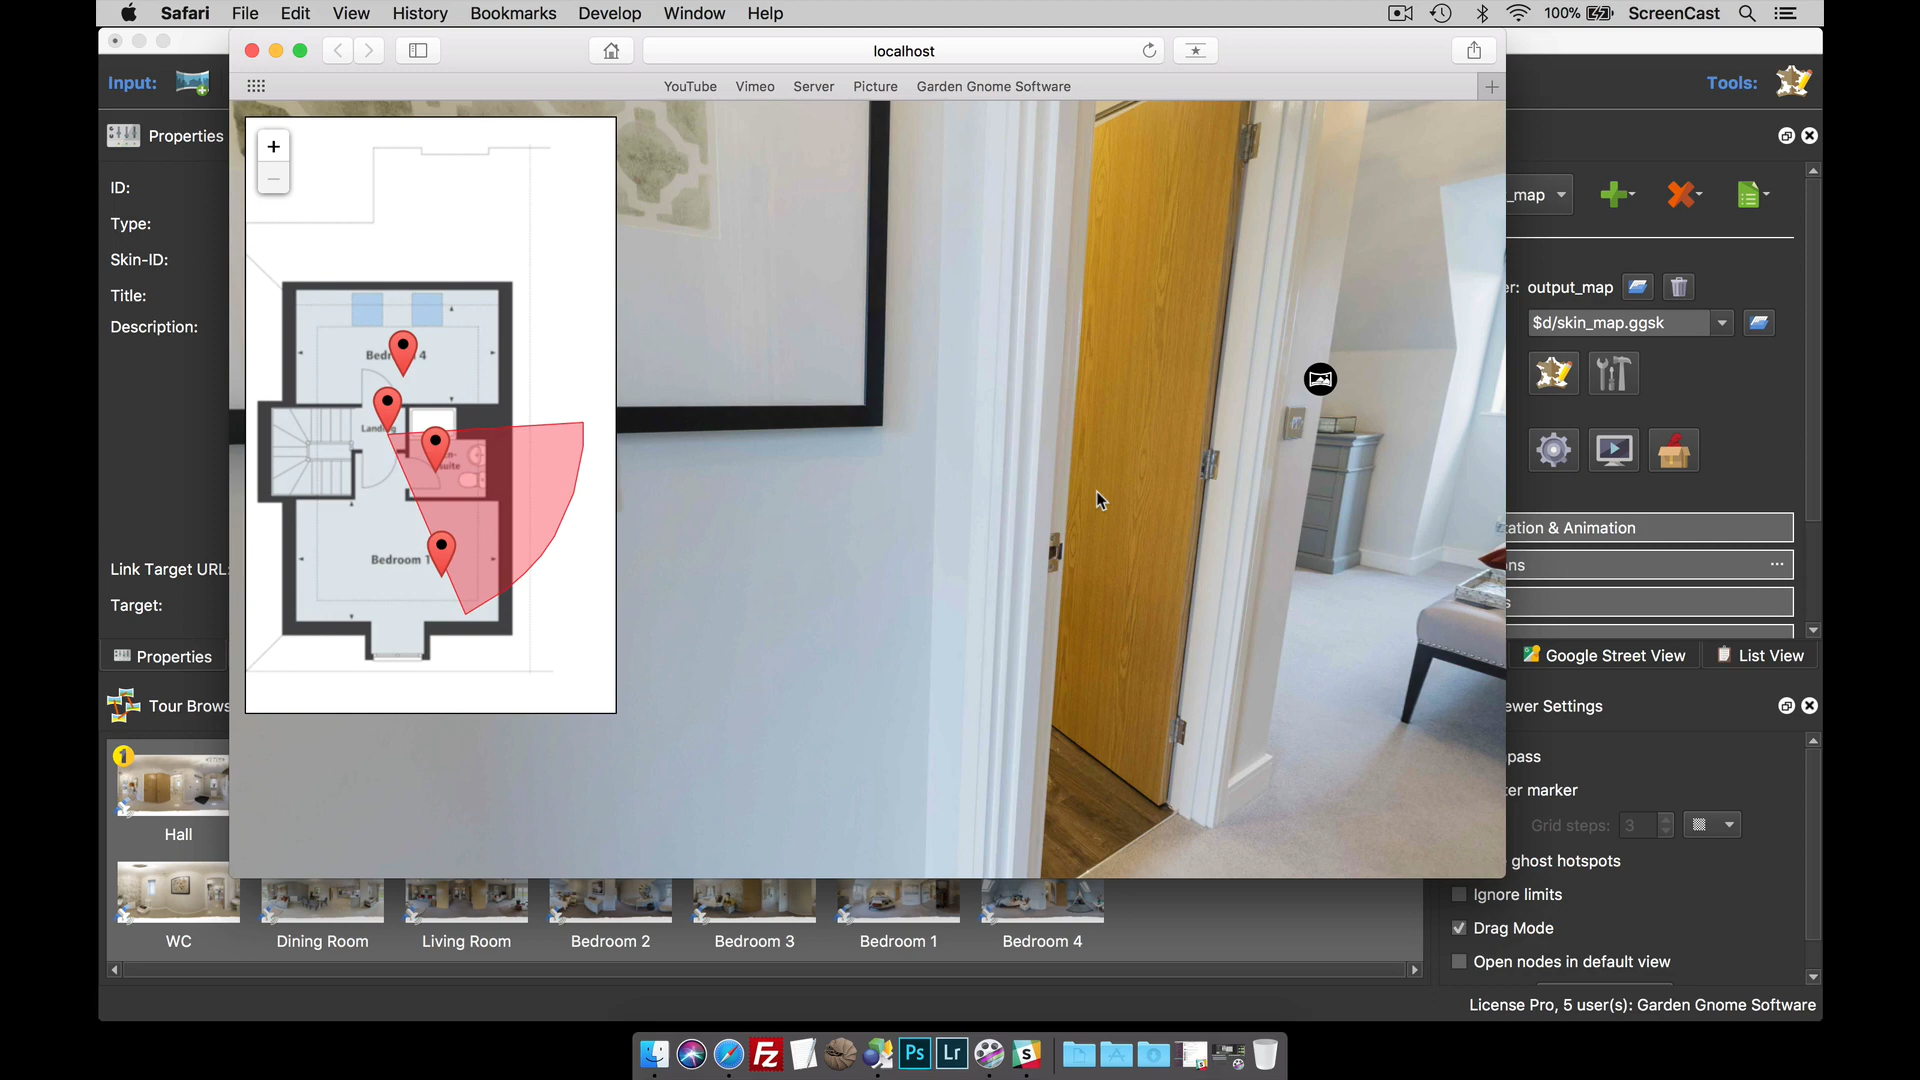 Safari File Edit View History Bookmarks Develop Window Help
100% ScreenCast
localhost
YouTube Vimeo Server Picture Garden Gnome Software
Input:
Tools:
Properties
ID:
Type:
Skin-ID:
Title:
Description:
Link Target URL:
Target:
Properties
+
−
4
Bedroom 1
_map
output_map
$d/skin_map.ggsk
ation & Animation
ns
...
s
Google Street View
List View
Tour Brows
ewer Settings
pass
er marker
Grid steps: 3
ghost hotspots
Ignore limits
Drag Mode
Open nodes in default view
1
Hall
WC
Dining Room
Living Room
Bedroom 2
Bedroom 3
Bedroom 1
Bedroom 4
License Pro, 5 user(s): Garden Gnome Software
FZ Ps Lr S